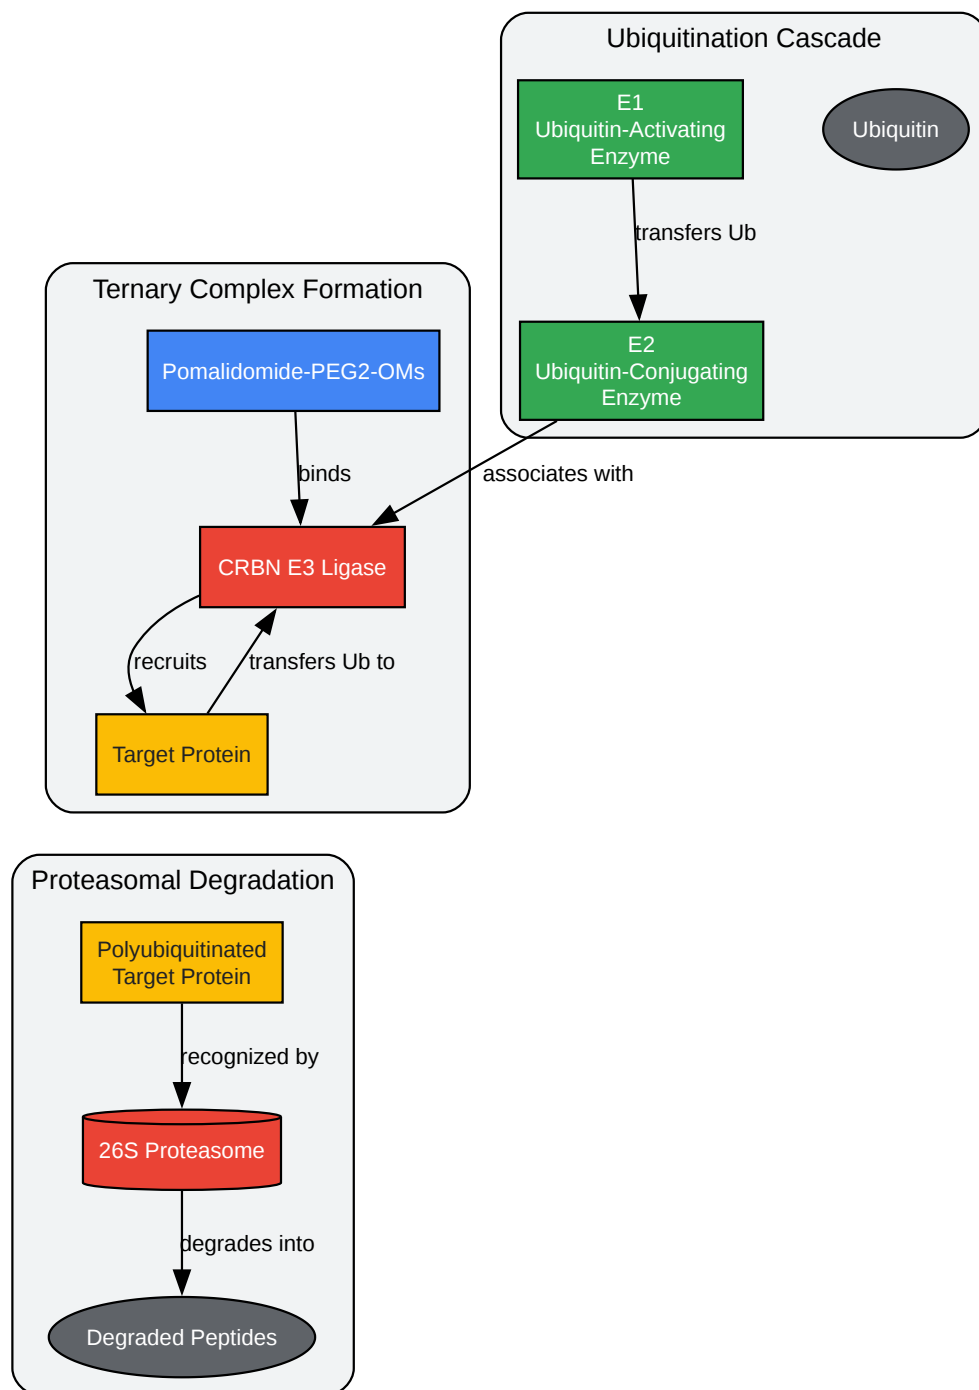 Ubiquitination Cascade
E1
Ubiquitin-Activating
Enzyme
Ubiquitin
transfers Ub
E2
Ubiquitin-Conjugating
Enzyme
associates with
Ternary Complex Formation
Pomalidomide-PEG2-OMs
binds
CRBN E3 Ligase
recruits
transfers Ub to
Target Protein
Proteasomal Degradation
Polyubiquitinated
Target Protein
recognized by
26S Proteasome
degrades into
Degraded Peptides